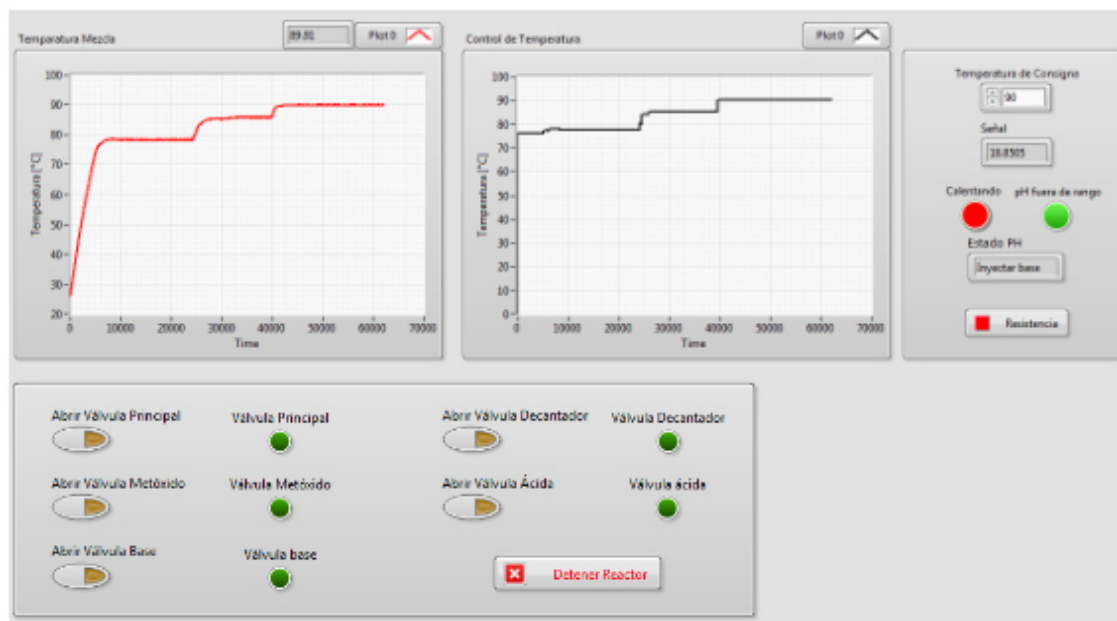 Temparatura Mezcla
89.91
Plot 0
100
90
80
70
60
50
40
30
20
Temperatura [°C]
0 10000 20000 30000 40000 50000 60000 70000
Time
Control de Temperatura
Plot 0
100
90
80
70
60
50
40
30
20
10
0
Temperatura [°C]
0 10000 20000 30000 40000 50000 60000 70000
Time
Temperatura de Consigna
90
Señal
Calentando pH fuera de rango
Estado PH
Inyectar base
Resistencia
Abrir Válvula Principal Válvula Principal Abrir Válvula Decantador Válvula Decantador
Abrir Válvula Metóxido Válvula Metóxido Abrir Válvula Ácida Válvula ácida
Abrir Válvula Base Válvula base
Detener Reactor